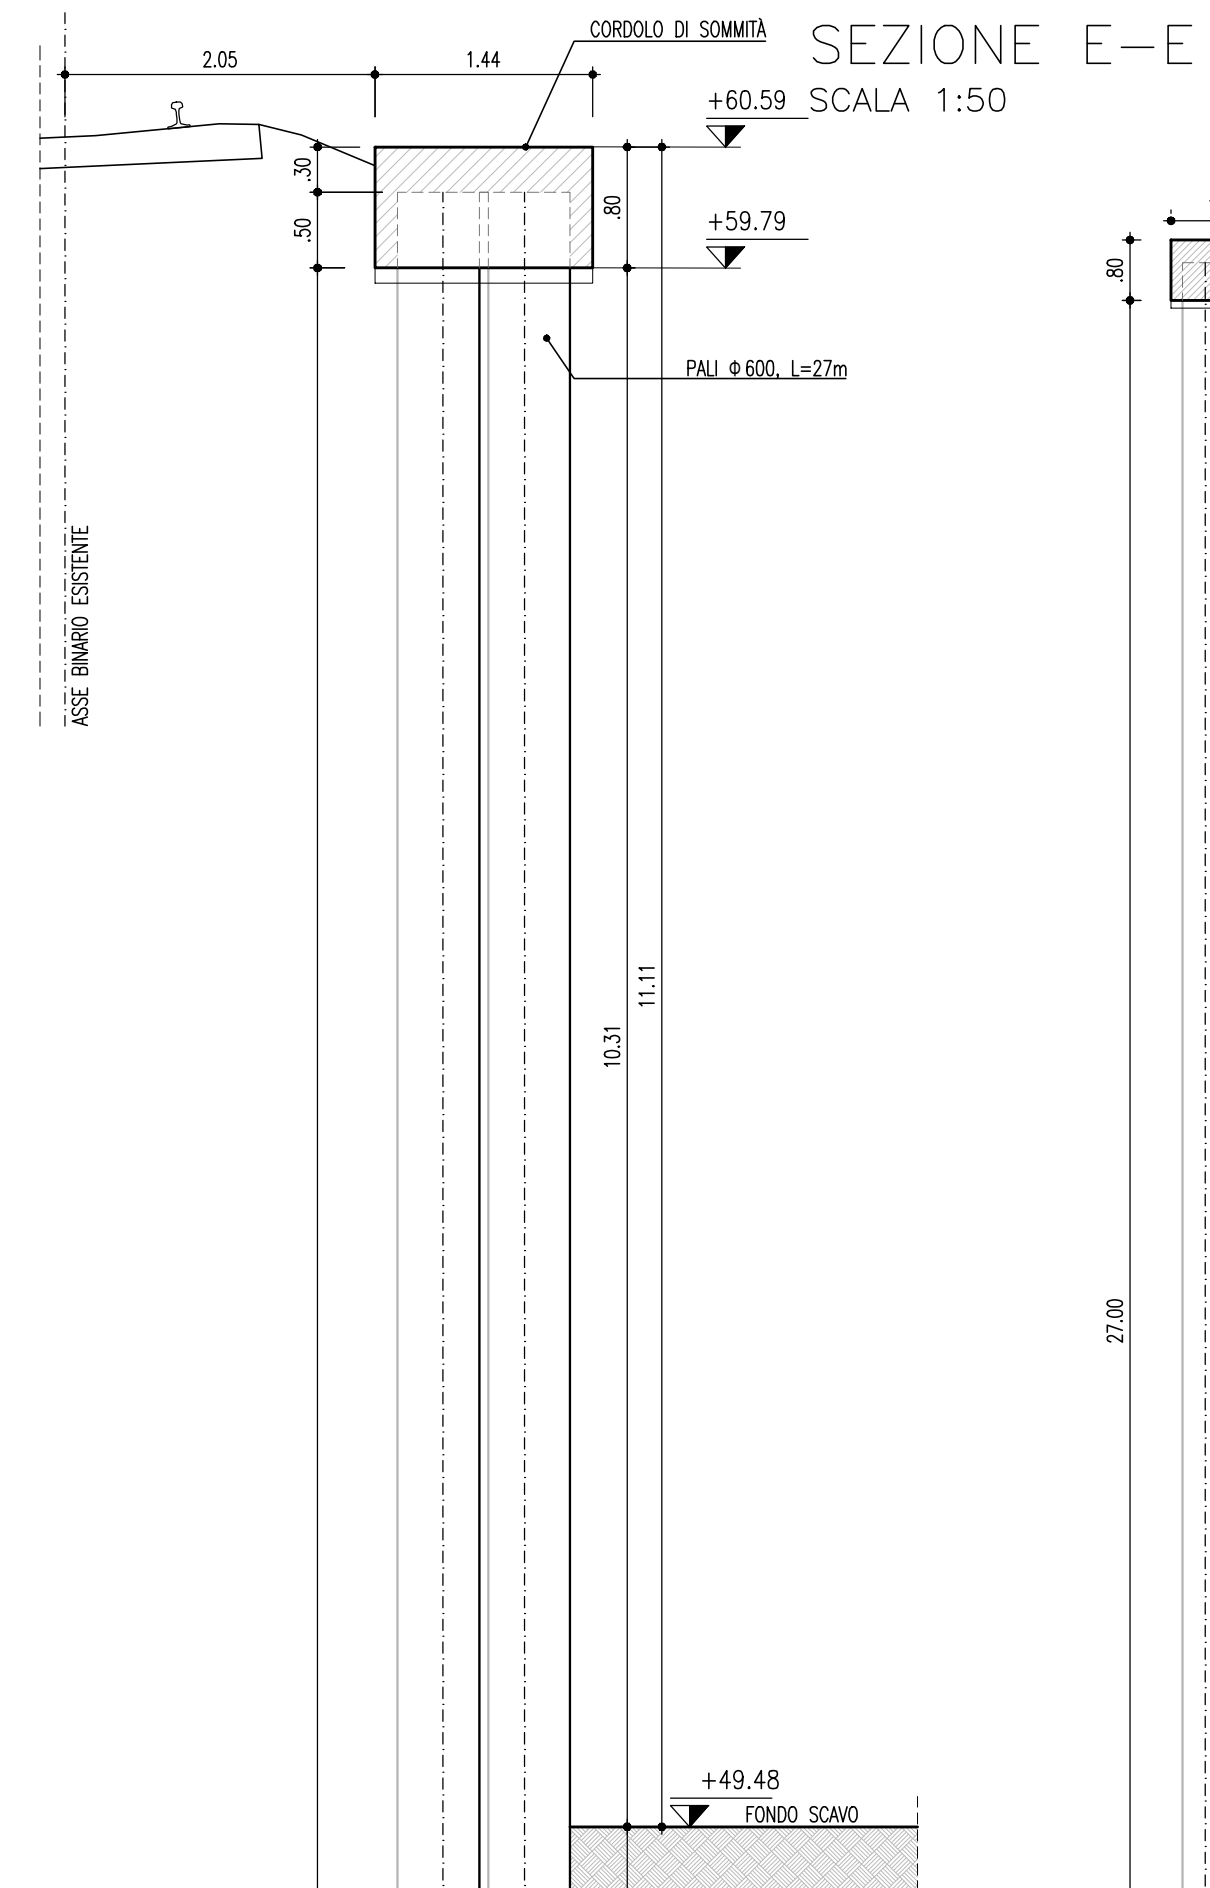 CORDOLO DI SOMMITÀ
SEZIONE E-E
SCALA 1:50
2.05
1.44
+60.59
.30
.50
.80
+59.79
.80
PALI Φ600, L=27m
ASSE BINARIO ESISTENTE
11.11
10.31
27.00
+49.48
FONDO SCAVO